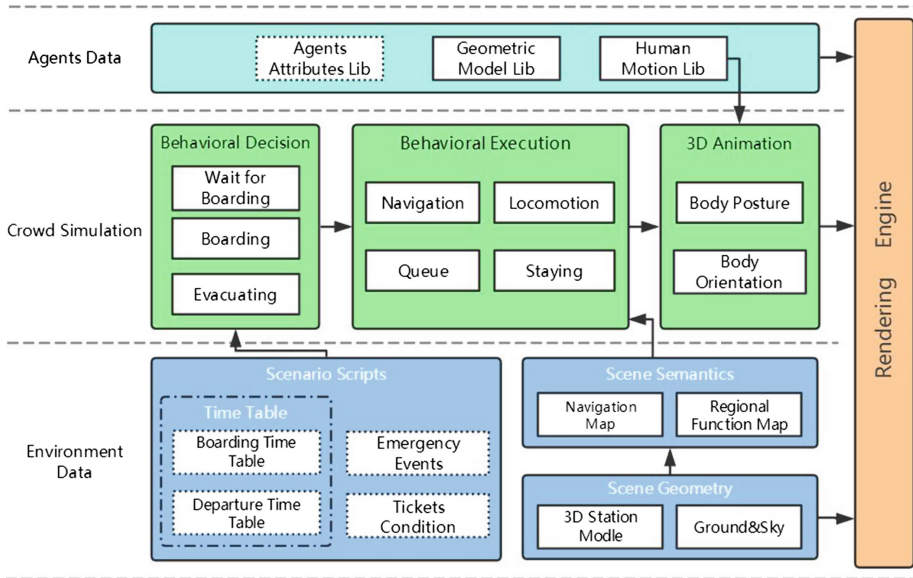 Agents Data
Agents
Attributes Lib
Geometric
Model Lib
Human
Motion Lib
Crowd Simulation
Behavioral Decision
Wait for
Boarding
Boarding
Evacuating
Behavioral Execution
Navigation
Locomotion
Queue
Staying
3D Animation
Body Posture
Body
Orientation
Environment
Data
Scenario Scripts
Time Table
Boarding Time
Table
Departure Time
Table
Emergency
Events
Tickets
Condition
Scene Semantics
Navigation
Map
Regional
Function Map
Scene Geometry
3D Station
Modle
Ground&Sky
Rendering Engine